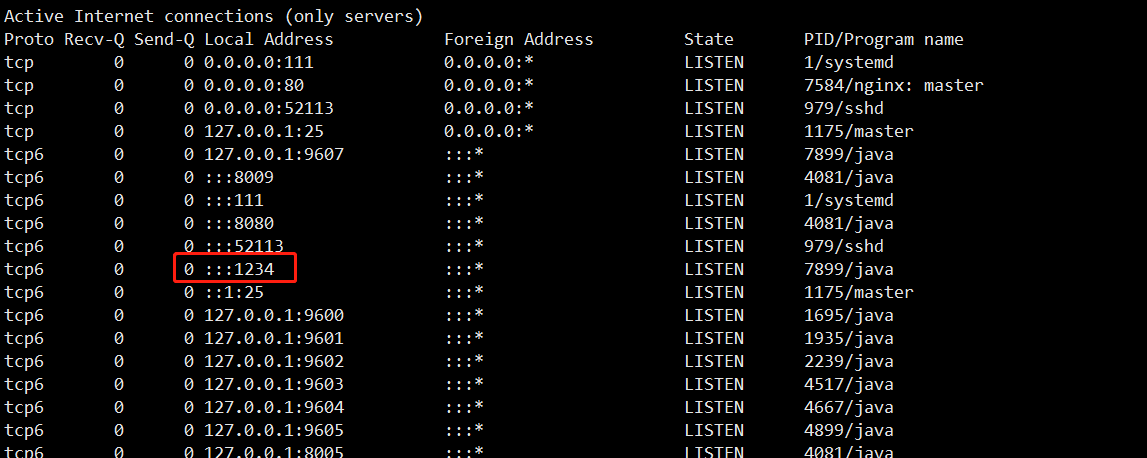 Active Internet connections (only servers)
Proto Recv-Q Send-Q Local Address           Foreign Address         State       PID/Program name
tcp        0      0 0.0.0.0:111             0.0.0.0:*               LISTEN      1/systemd
tcp        0      0 0.0.0.0:80              0.0.0.0:*               LISTEN      7584/nginx: master
tcp        0      0 0.0.0.0:52113           0.0.0.0:*               LISTEN      979/sshd
tcp        0      0 127.0.0.1:25            0.0.0.0:*               LISTEN      1175/master
tcp6       0      0 127.0.0.1:9607          :::*                    LISTEN      7899/java
tcp6       0      0 :::8009                 :::*                    LISTEN      4081/java
tcp6       0      0 :::111                  :::*                    LISTEN      1/systemd
tcp6       0      0 :::8080                 :::*                    LISTEN      4081/java
tcp6       0      0 :::52113                :::*                    LISTEN      979/sshd
tcp6       0      0 :::1234                 :::*                    LISTEN      7899/java
tcp6       0      0 ::1:25                  :::*                    LISTEN      1175/master
tcp6       0      0 127.0.0.1:9600          :::*                    LISTEN      1695/java
tcp6       0      0 127.0.0.1:9601          :::*                    LISTEN      1935/java
tcp6       0      0 127.0.0.1:9602          :::*                    LISTEN      2239/java
tcp6       0      0 127.0.0.1:9603          :::*                    LISTEN      4517/java
tcp6       0      0 127.0.0.1:9604          :::*                    LISTEN      4667/java
tcp6       0      0 127.0.0.1:9605          :::*                    LISTEN      4899/java
tcp6       0      0 127.0.0.1:8005          :::*                    LISTEN      4081/java